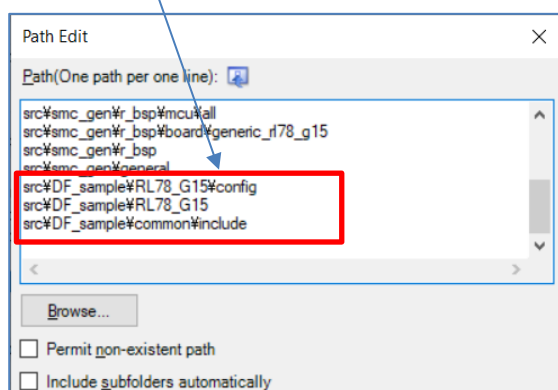 Path Edit
Path(One path per one line):
src¥smc_gen¥r_bsp¥mcu¥all
src¥smc_gen¥r_bsp¥board¥generic_rl78_g15
src¥smc_gen¥r_bsp
src¥smc_gen¥general
src¥DF_sample¥RL78_G15¥config
src¥DF_sample¥RL78_G15
src¥DF_sample¥common¥include
Browse...
Permit non-existent path
Include subfolders automatically